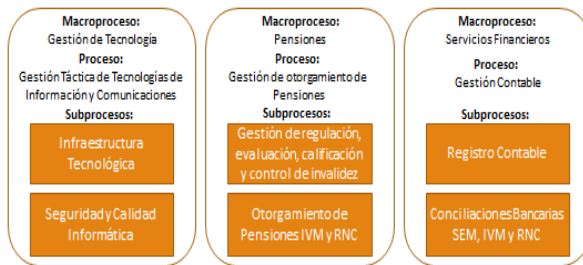 Macroproceso:
Gestión de Tecnología
Proceso:
Gestión Táctica de Tecnologías de
Información y Comunicaciones
Subprocesos:
Infraestructura
Tecnológica
Seguridad y Calidad
Informática
Macroproceso:
Pensiones
Proceso:
Gestión de otorgamiento de
Pensiones
Subprocesos:
Gestión de regulación,
evaluación, calificación
y control de invalidez
Otorgamiento de
Pensiones IVM y RNC
Macroproceso:
Servicios Financieros
Proceso:
Gestión Contable
Subprocesos:
Registro Contable
Conciliaciones Bancarias
SEM, IVM y RNC